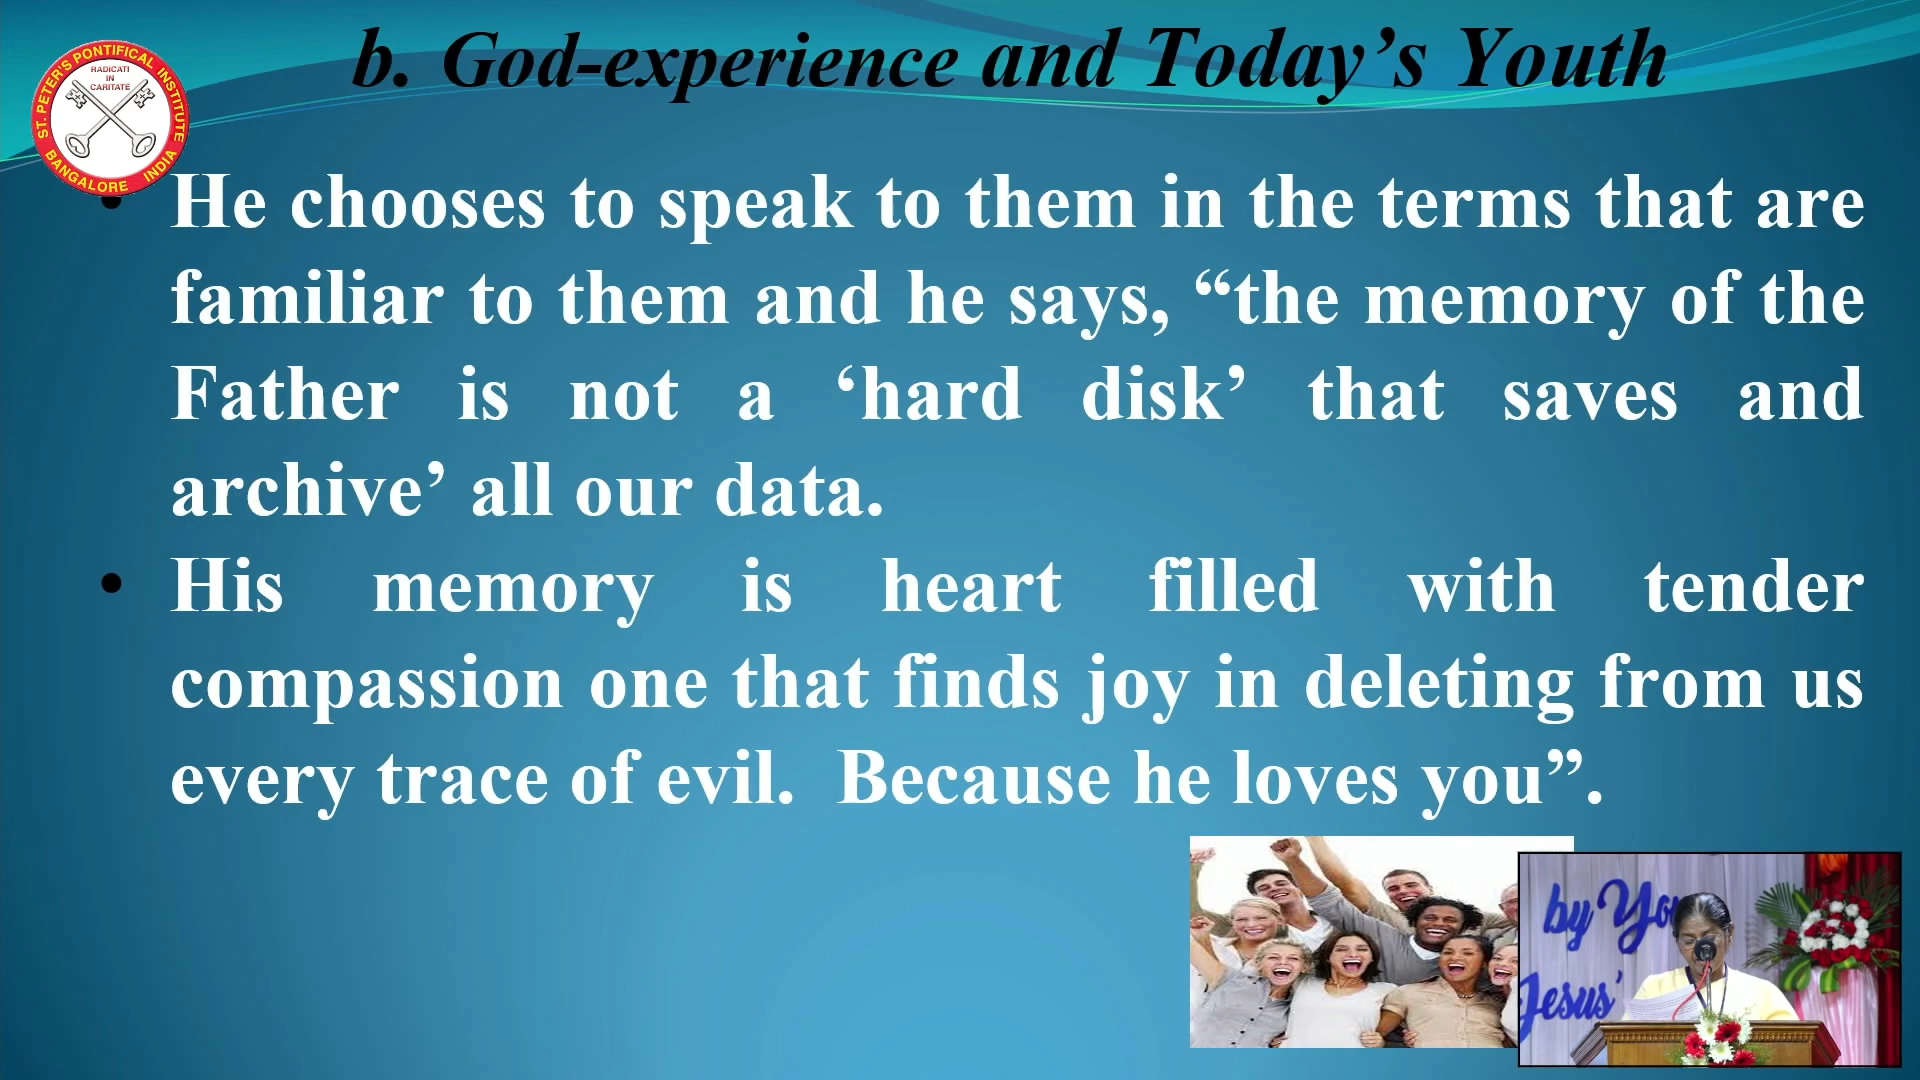 b. God-experience and Today’s Youth
ST. PETER'S PONTIFICAL INSTITUTE
RADICATI
IN
CARITATE
BANGALORE INDIA
• He chooses to speak to them in the terms that are
familiar to them and he says, “the memory of the
Father is not a ‘hard disk’ that saves and
archive’ all our data.
• His memory is heart filled with tender
compassion one that finds joy in deleting from us
every trace of evil.  Because he loves you”.
by You
Jesus'